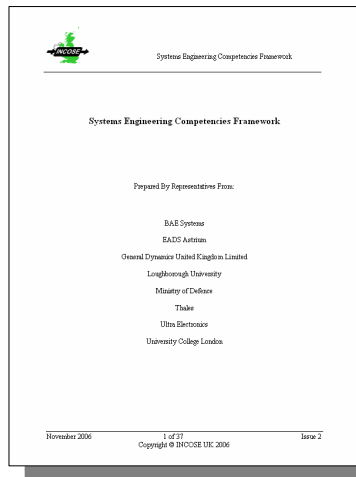 INCOSE
Systems Engineering Competencies Framework
Systems Engineering Competencies Framework
Prepared By Representatives From:
BAE Systems
EADS Astrium
General Dynamics United Kingdom Limited
Loughborough University
Ministry of Defence
Thales
Ultra Electronics
University College London
November 2006 1 of 37 Issue 2
Copyright © INCOSE UK 2006